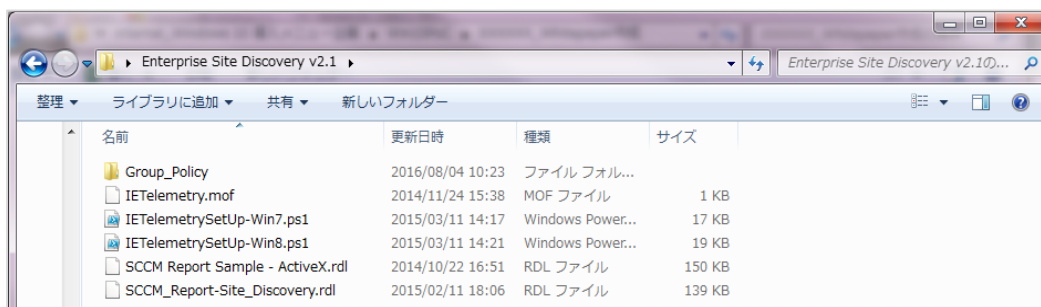 Enterprise Site Discovery v2.1
Enterprise Site Discovery v2.1の...
整理 ライブラリに追加 共有 新しいフォルダー
名前 更新日時 種類 サイズ
Group_Policy 2016/08/04 10:23 ファイル フォル...
IETelemetry.mof 2014/11/24 15:38 MOF ファイル 1 KB
IETelemetrySetUp-Win7.ps1 2015/03/11 14:17 Windows Power... 17 KB
IETelemetrySetUp-Win8.ps1 2015/03/11 14:21 Windows Power... 19 KB
SCCM Report Sample - ActiveX.rdl 2014/10/22 16:51 RDL ファイル 150 KB
SCCM_Report-Site_Discovery.rdl 2015/02/11 18:06 RDL ファイル 139 KB